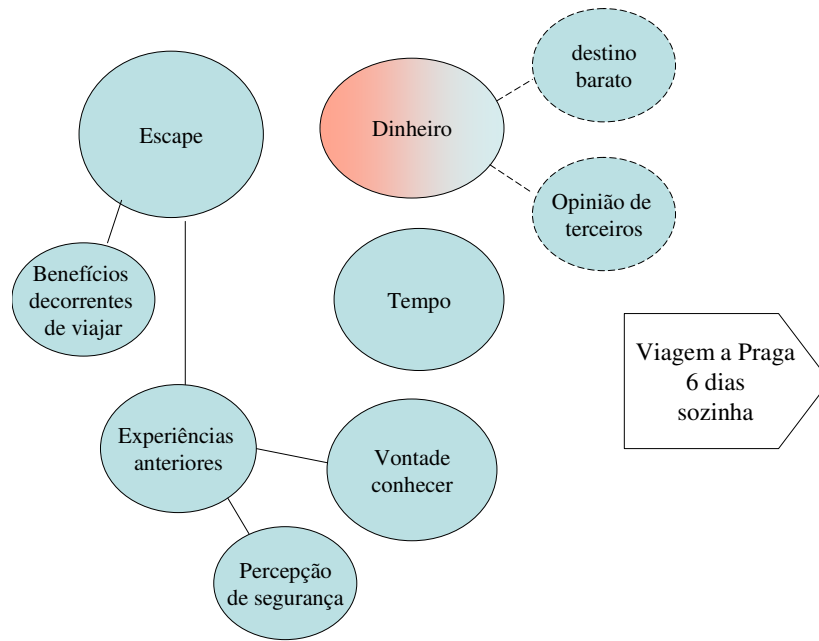 Escape
Dinheiro
destino
barato
Opinião de
terceiros
Benefícios
decorrentes
de viajar
Tempo
Viagem a Praga
6 dias
sozinha
Experiências
anteriores
Vontade
conhecer
Percepção
de segurança